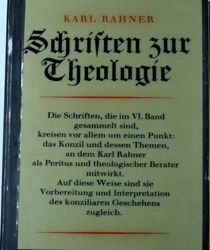 KARL RAHNER
Schriften zur
Theologie
Die Schriften, die im VI. Band
gesammelt sind,
kreisen vor allem um einen Punkt:
das Konzil und dessen Themen,
an dem Karl Rahner
als Peritus und theologischer Berater
mitwirkt.
Auf diese Weise sind sie
Vorbereitung und Interpretation
des konziliaren Geschehens
zugleich.